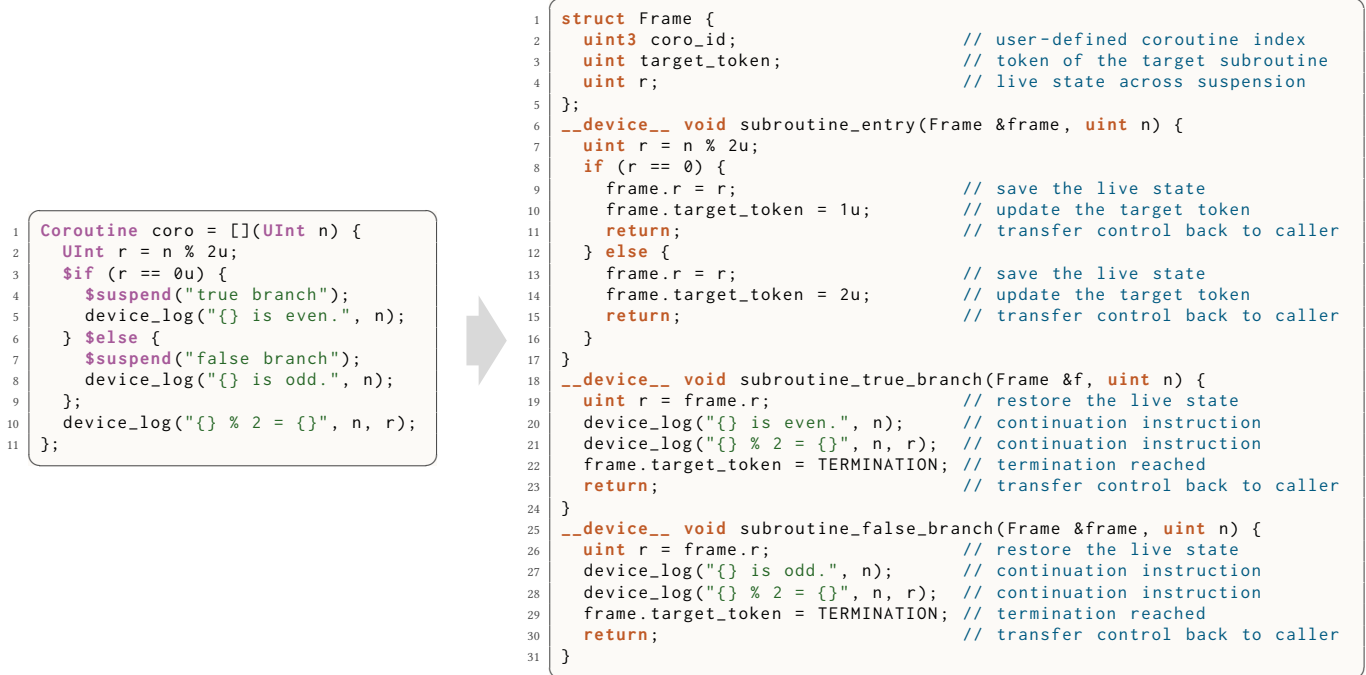 1 Coroutine coro = [](UInt n) {
2   UInt r = n % 2u;
3   $if (r == 0u) {
4     $suspend("true branch");
5     device_log("{} is even.", n);
6   } $else {
7     $suspend("false branch");
8     device_log("{} is odd.", n);
9   };
10   device_log("{} % 2 = {}", n, r);
11 };
1 struct Frame {
2   uint3 coro_id; // user-defined coroutine index
3   uint target_token; // token of the target subroutine
4   uint r; // live state across suspension
5 };
6 __device__ void subroutine_entry(Frame &frame, uint n) {
7   uint r = n % 2u;
8   if (r == 0) {
9     frame.r = r; // save the live state
10     frame.target_token = 1u; // update the target token
11     return; // transfer control back to caller
12   } else {
13     frame.r = r; // save the live state
14     frame.target_token = 2u; // update the target token
15     return; // transfer control back to caller
16   }
17 }
18 __device__ void subroutine_true_branch(Frame &f, uint n) {
19   uint r = frame.r; // restore the live state
20   device_log("{} is even.", n); // continuation instruction
21   device_log("{} % 2 = {}", n, r); // continuation instruction
22   frame.target_token = TERMINATION; // termination reached
23   return; // transfer control back to caller
24 }
25 __device__ void subroutine_false_branch(Frame &frame, uint n) {
26   uint r = frame.r; // restore the live state
27   device_log("{} is odd.", n); // continuation instruction
28   device_log("{} % 2 = {}", n, r); // continuation instruction
29   frame.target_token = TERMINATION; // termination reached
30   return; // transfer control back to caller
31 }